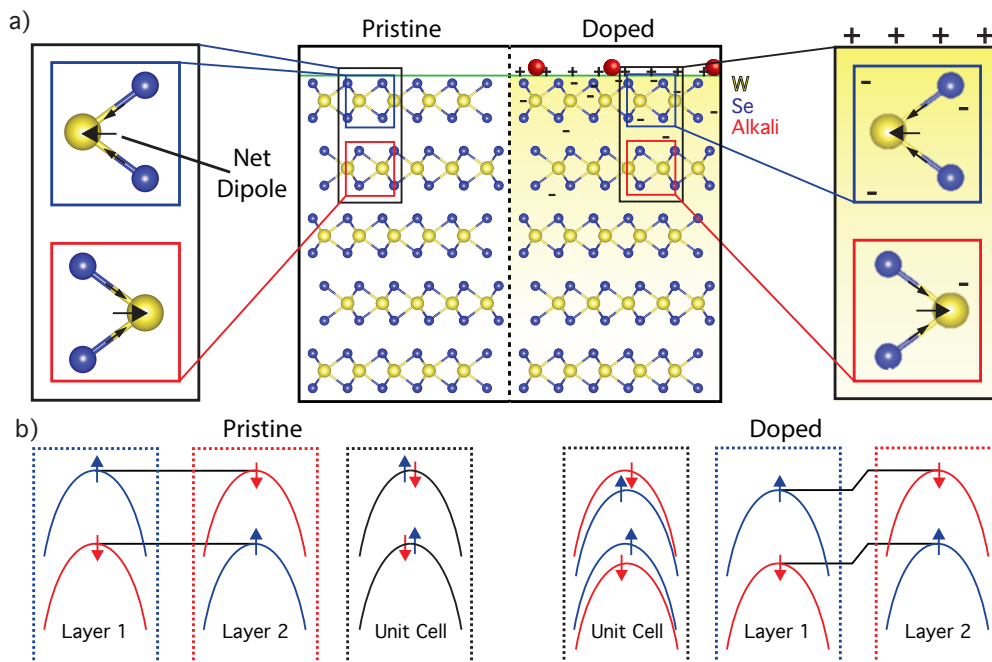 a)
Pristine
Doped
+ + + +
+ + + + + +
W
Se
Alkali
Net
Dipole
- - -
-
b)
Pristine
Doped
Layer 1
Layer 2
Unit Cell
Unit Cell
Layer 1
Layer 2